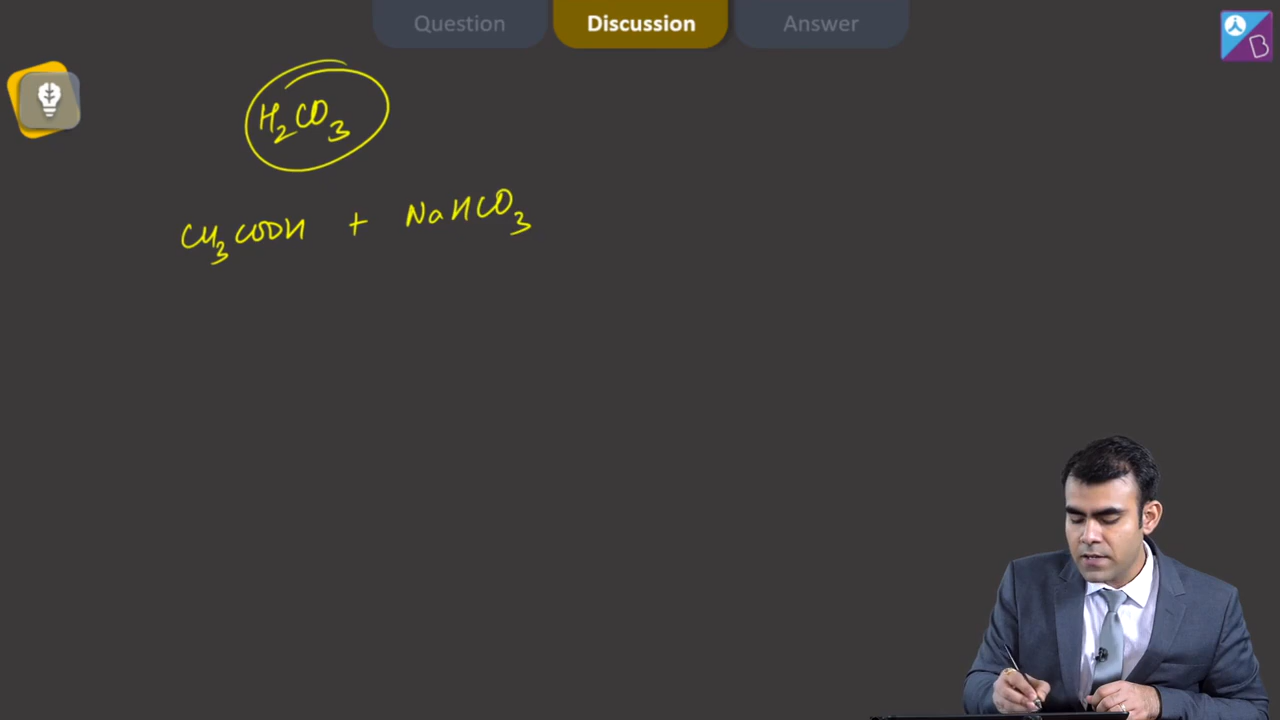 Question Discussion Answer
H₂CO₃
CH₃COOH + NaHCO₃